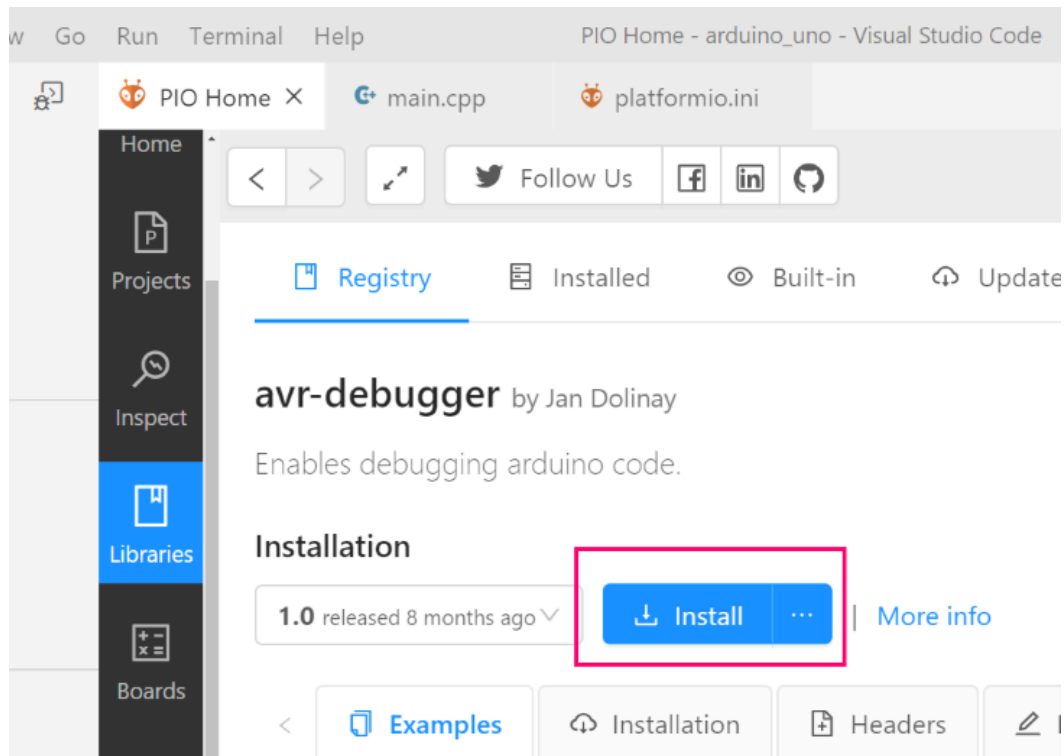 w Go Run Terminal Help PIO Home - arduino_uno - Visual Studio Code
PIO Home main.cpp platformio.ini
Home
Follow Us
Projects
Registry Installed Built-in Update
Inspect
avr-debugger by Jan Dolinay
Enables debugging arduino code.
Libraries
Installation
1.0 released 8 months ago Install ... | More info
Boards
Examples Installation Headers